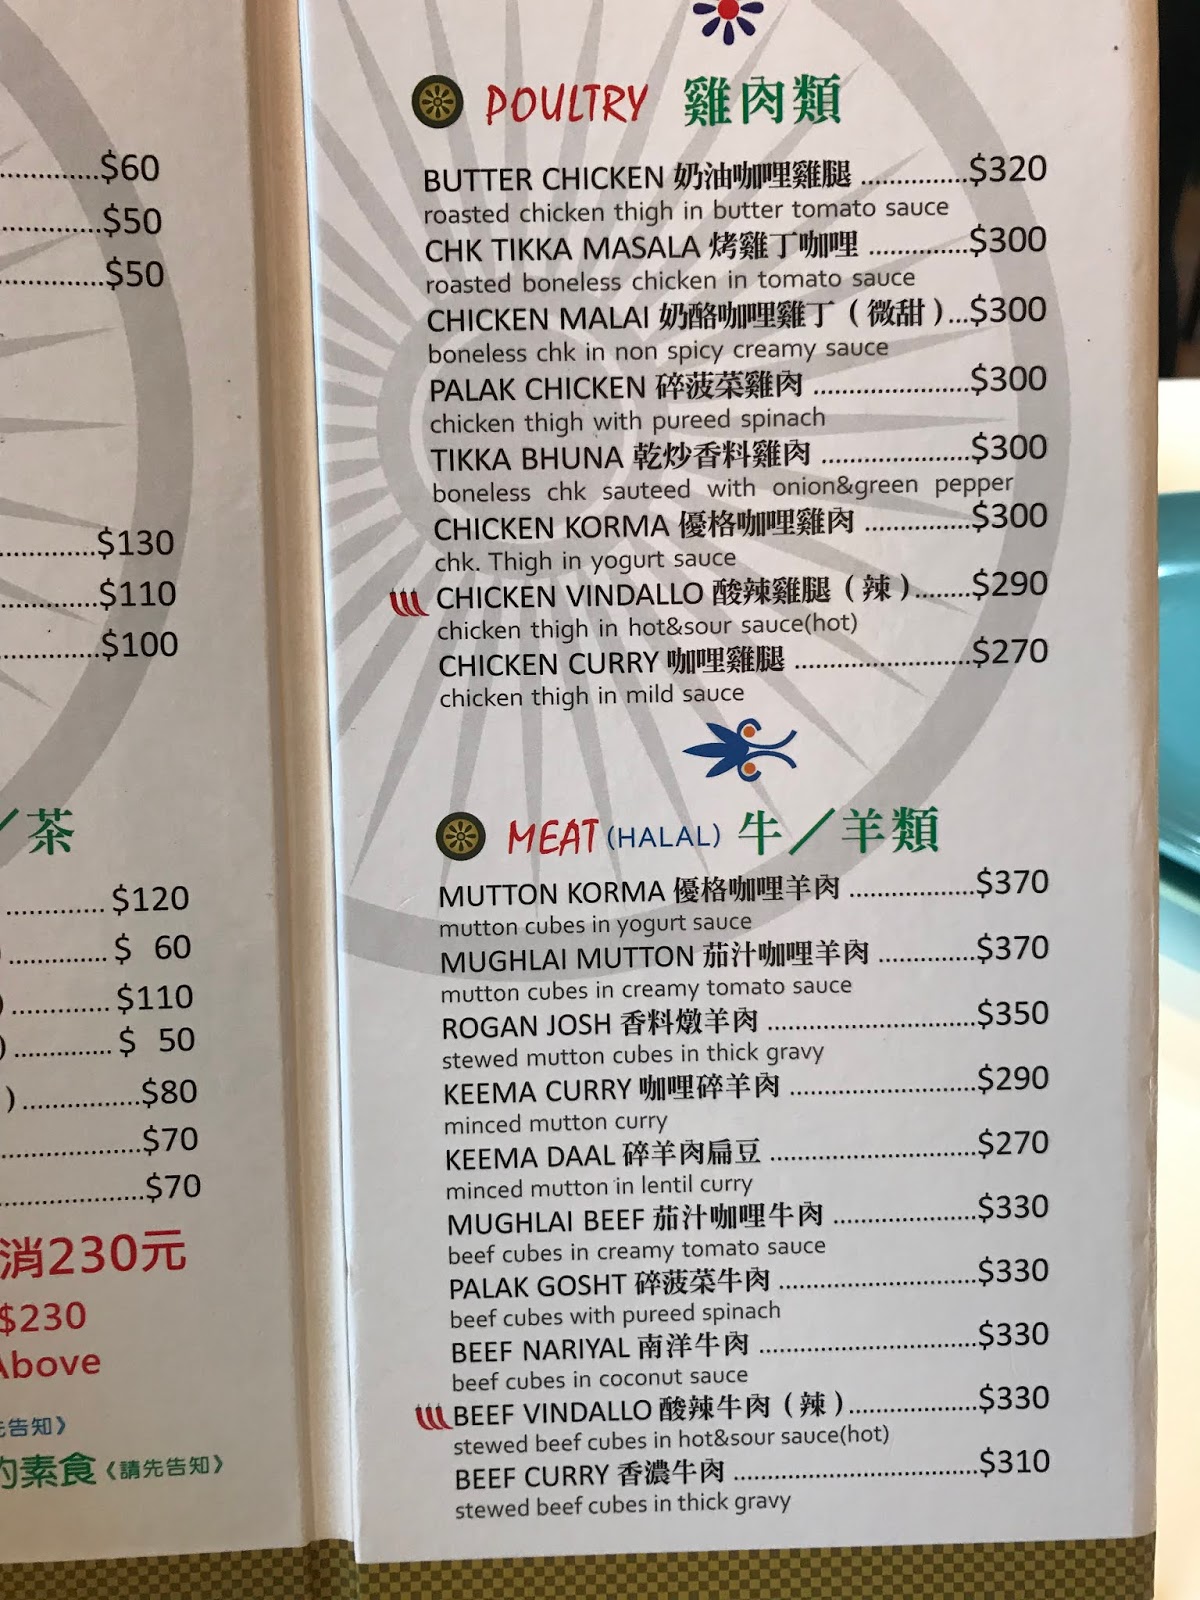 $60
$50
$50
$130
$110
$100
／茶
$120
$ 60
$110
$ 50
$80
$70
$70
消230元
$230
Above
告知》
的素食《請先告知》
POULTRY 雞肉類
BUTTER CHICKEN 奶油咖哩雞腿 ...............$320
roasted chicken thigh in butter tomato sauce
CHK TIKKA MASALA 烤雞丁咖哩 ..............$300
roasted boneless chicken in tomato sauce
CHICKEN MALAI 奶酪咖哩雞丁（微甜）...$300
boneless chk in non spicy creamy sauce
PALAK CHICKEN 碎菠菜雞肉 ......................$300
chicken thigh with pureed spinach
TIKKA BHUNA 乾炒香料雞肉 .....................$300
boneless chk sauteed with onion&green pepper
CHICKEN KORMA 優格咖哩雞肉 ...............$300
chk. Thigh in yogurt sauce
CHICKEN VINDALLO 酸辣雞腿（辣）........$290
chicken thigh in hot&sour sauce(hot)
CHICKEN CURRY 咖哩雞腿 .........................$270
chicken thigh in mild sauce
MEAT (HALAL) 牛／羊類
MUTTON KORMA 優格咖哩羊肉 ..................$370
mutton cubes in yogurt sauce
MUGHLAI MUTTON 茄汁咖哩羊肉 ..............$370
mutton cubes in creamy tomato sauce
ROGAN JOSH 香料燉羊肉 ..............................$350
stewed mutton cubes in thick gravy
KEEMA CURRY 咖哩碎羊肉 ...........................$290
minced mutton curry
KEEMA DAAL 碎羊肉扁豆 ..............................$270
minced mutton in lentil curry
MUGHLAI BEEF 茄汁咖哩牛肉 .....................$330
beef cubes in creamy tomato sauce
PALAK GOSHT 碎菠菜牛肉 .............................$330
beef cubes with pureed spinach
BEEF NARIYAL 南洋牛肉 ................................$330
beef cubes in coconut sauce
BEEF VINDALLO 酸辣牛肉（辣）...................$330
stewed beef cubes in hot&sour sauce(hot)
BEEF CURRY 香濃牛肉 ...................................$310
stewed beef cubes in thick gravy